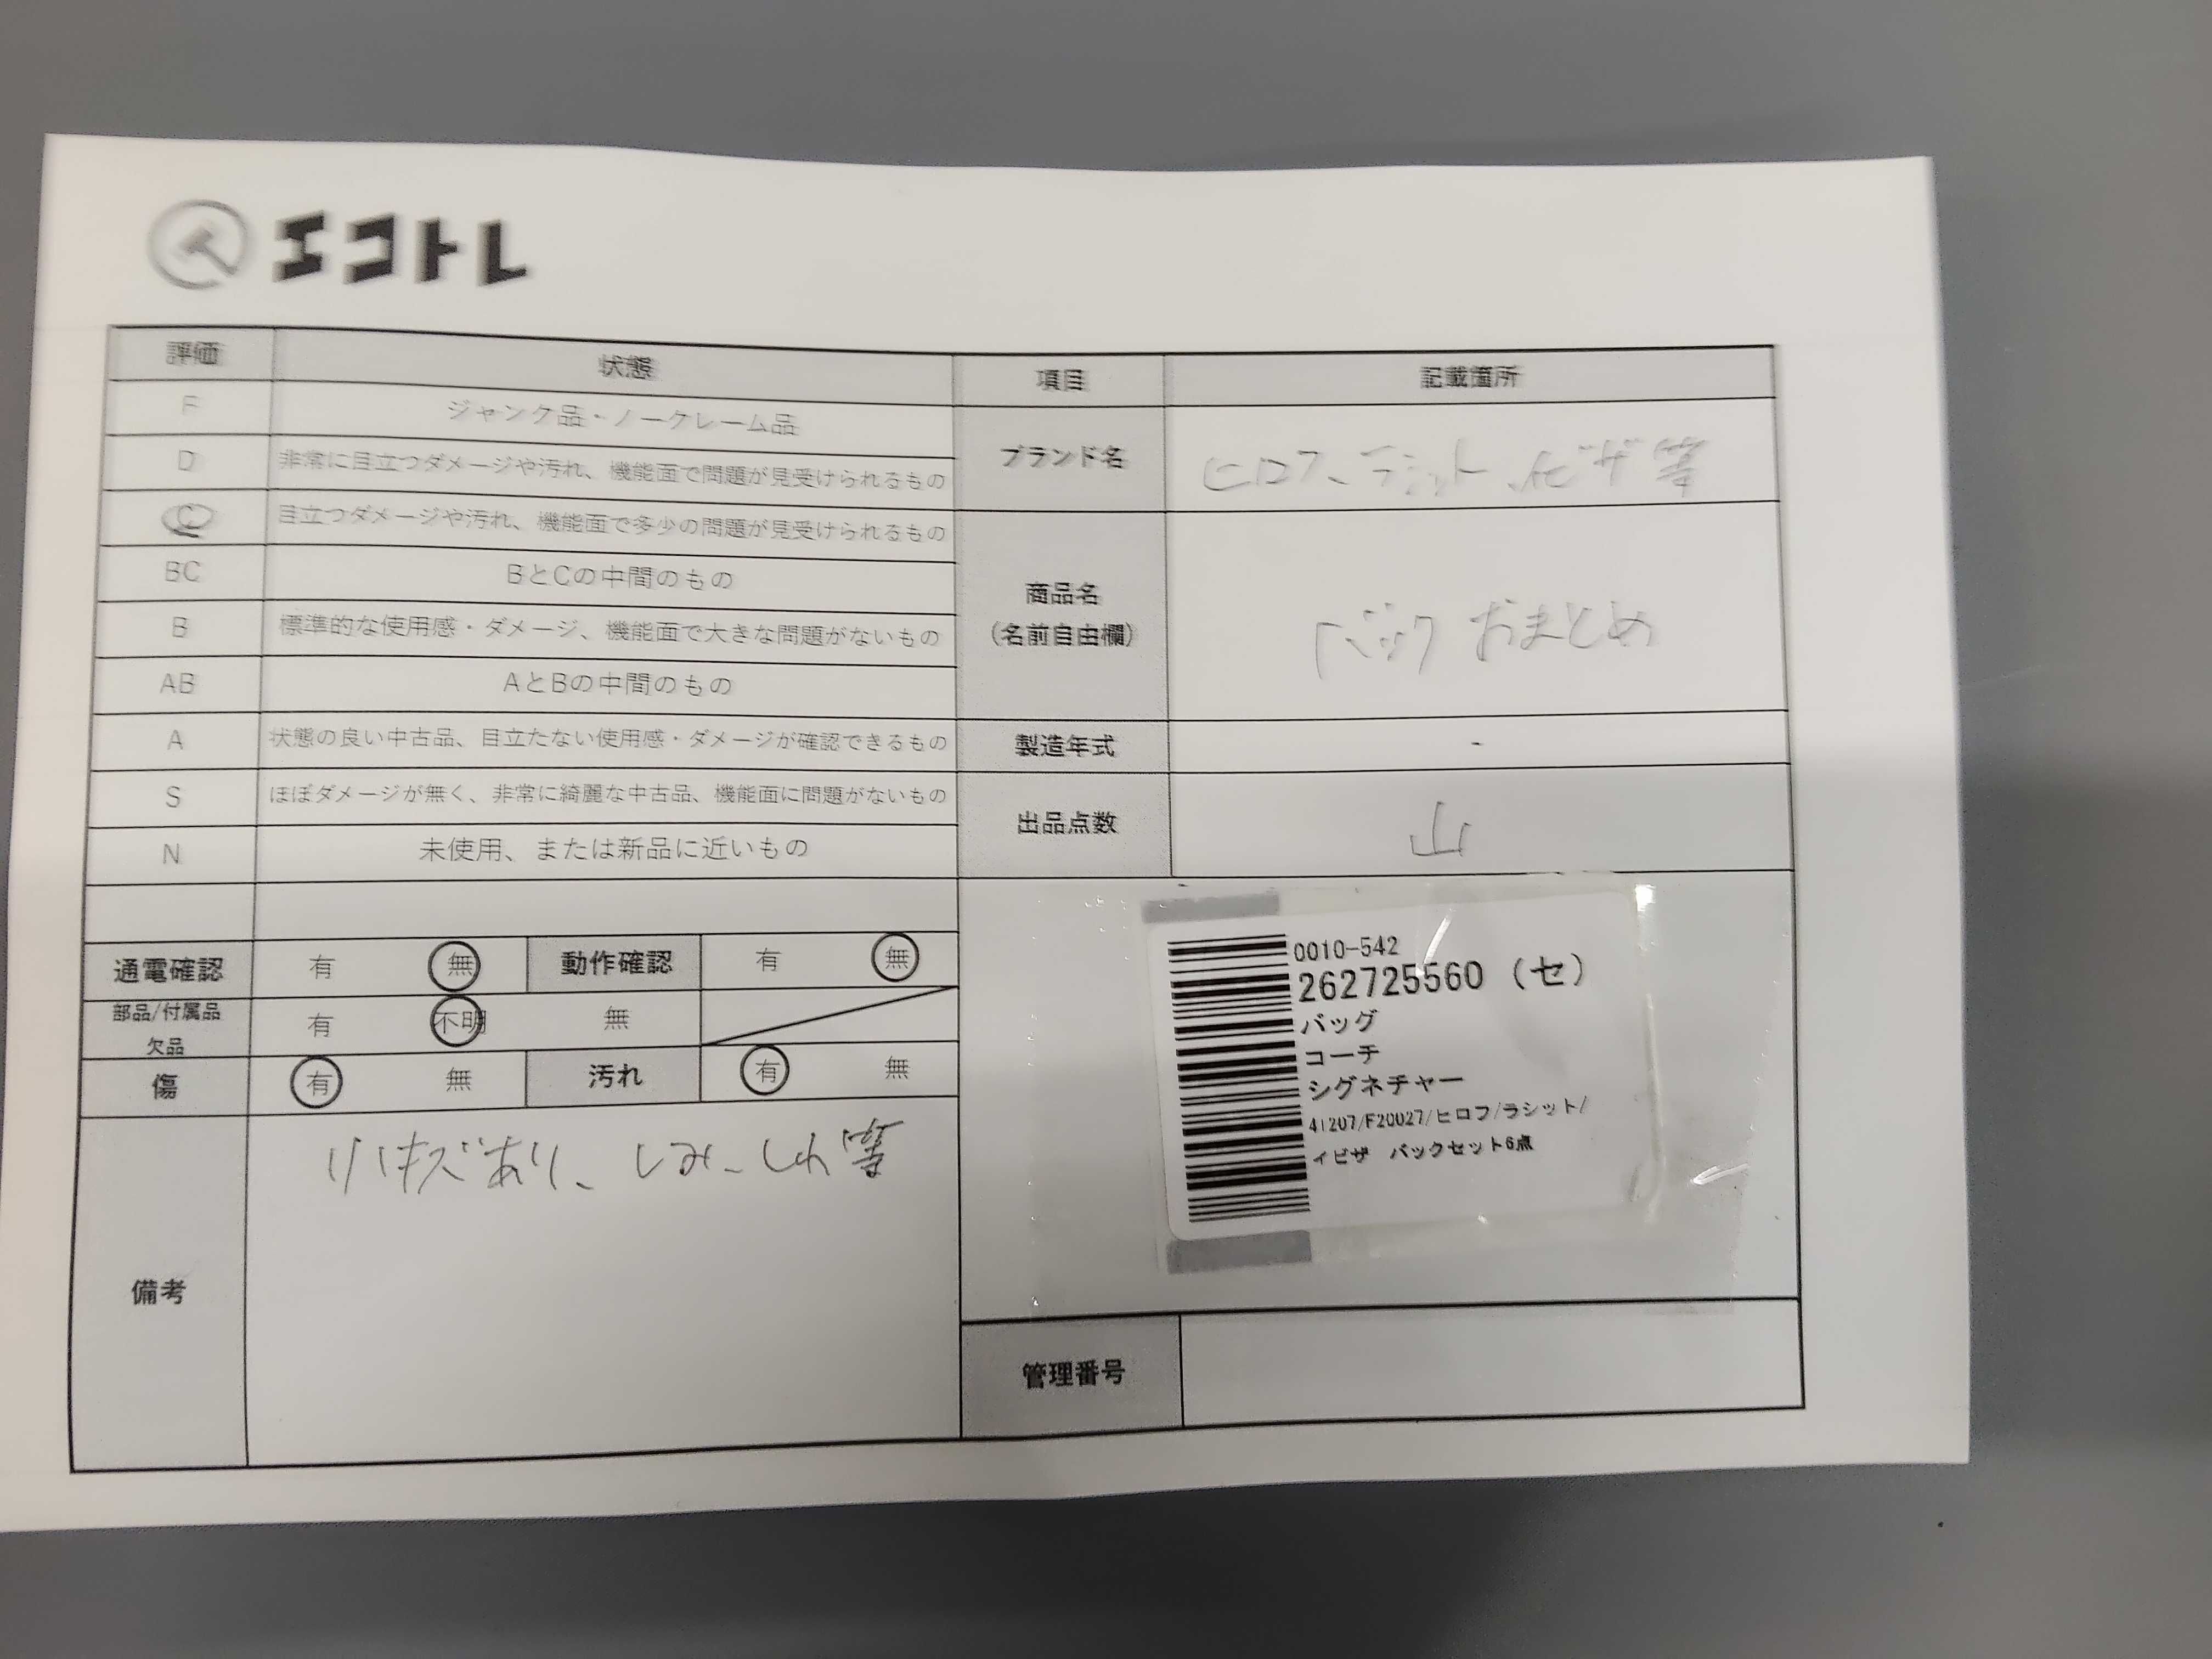 エコトレ
評価 状態 項目 記載箇所
F ジャンク品・ノークレーム品
D 非常に目立つダメージや汚れ、機能面で問題が見受けられるもの
ブランド名 ヒロフ、ラシット、イビザ等
C 目立つダメージや汚れ、機能面で多少の問題が見受けられるもの
BC BとCの中間のもの
B 標準的な使用感・ダメージ、機能面で大きな問題がないもの
商品名
(名前自由欄)
バック おまとめ
AB AとBの中間のもの
A 状態の良い中古品、目立たない使用感・ダメージが確認できるもの
製造年式 -
S ほぼダメージが無く、非常に綺麗な中古品、機能面に問題がないもの
出品点数 山
N 未使用、または新品に近いもの
通電確認 有 無 動作確認 有 無
部品/付属品
欠品
有 不明 無
傷 有 無 汚れ 有 無
備考
リハキズあり、しみ、しわ等
0010-542
262725560 (セ)
バッグ
コーチ
シグネチャー
41207/F20027/ヒロフ/ラシット/
イビザ バックセット6点
管理番号